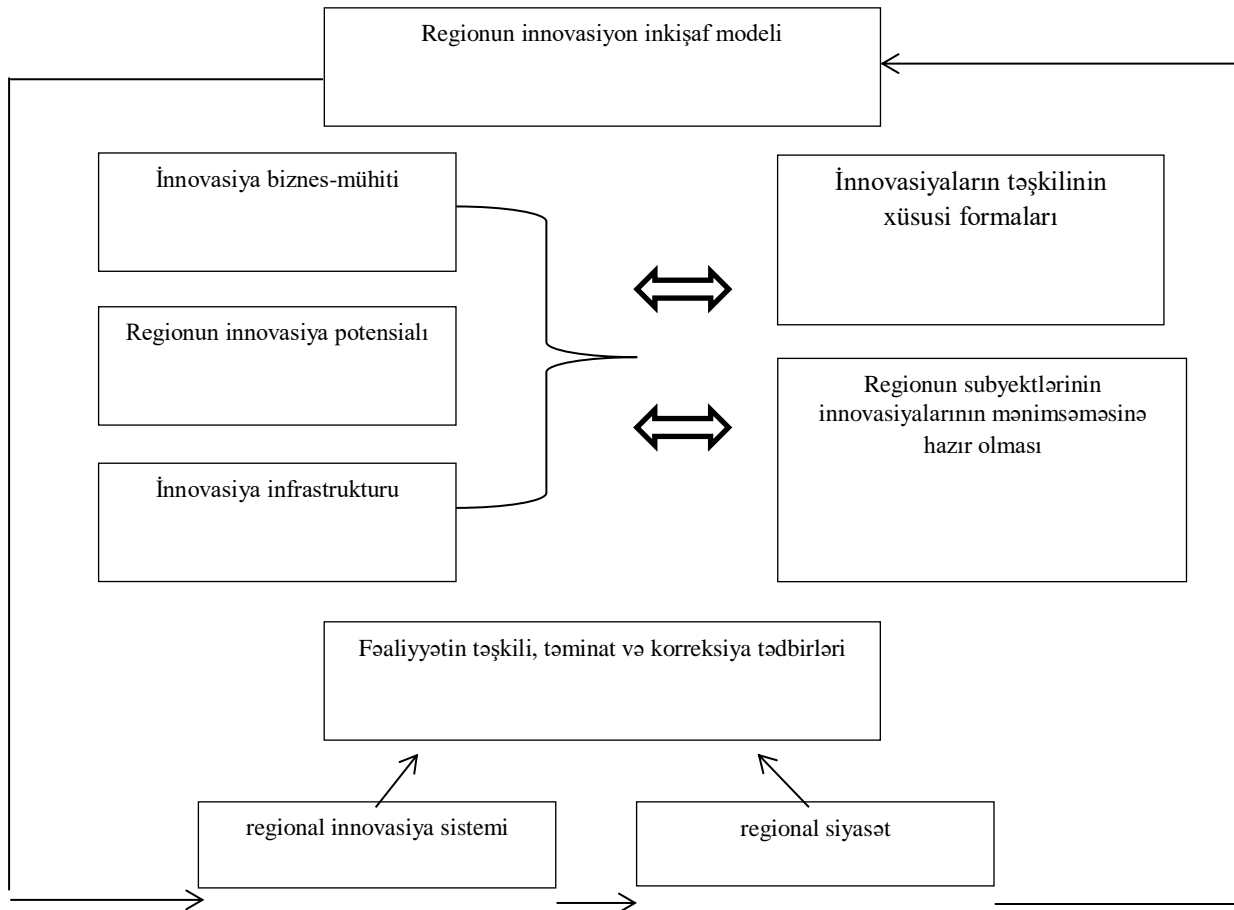 Regionun innovasiyon inkişaf modeli
İnnovasiya biznes-mühiti
İnnovasiyaların təşkilinin
xüsusi formaları
Regionun innovasiya potensialı
Regionun subyektlərinin
innovasiyalarının mənimsəməsinə
hazır olması
İnnovasiya infrastrukturu
Fəaliyyətin təşkili, təminat və korreksiya tədbirləri
regional innovasiya sistemi
regional siyasət